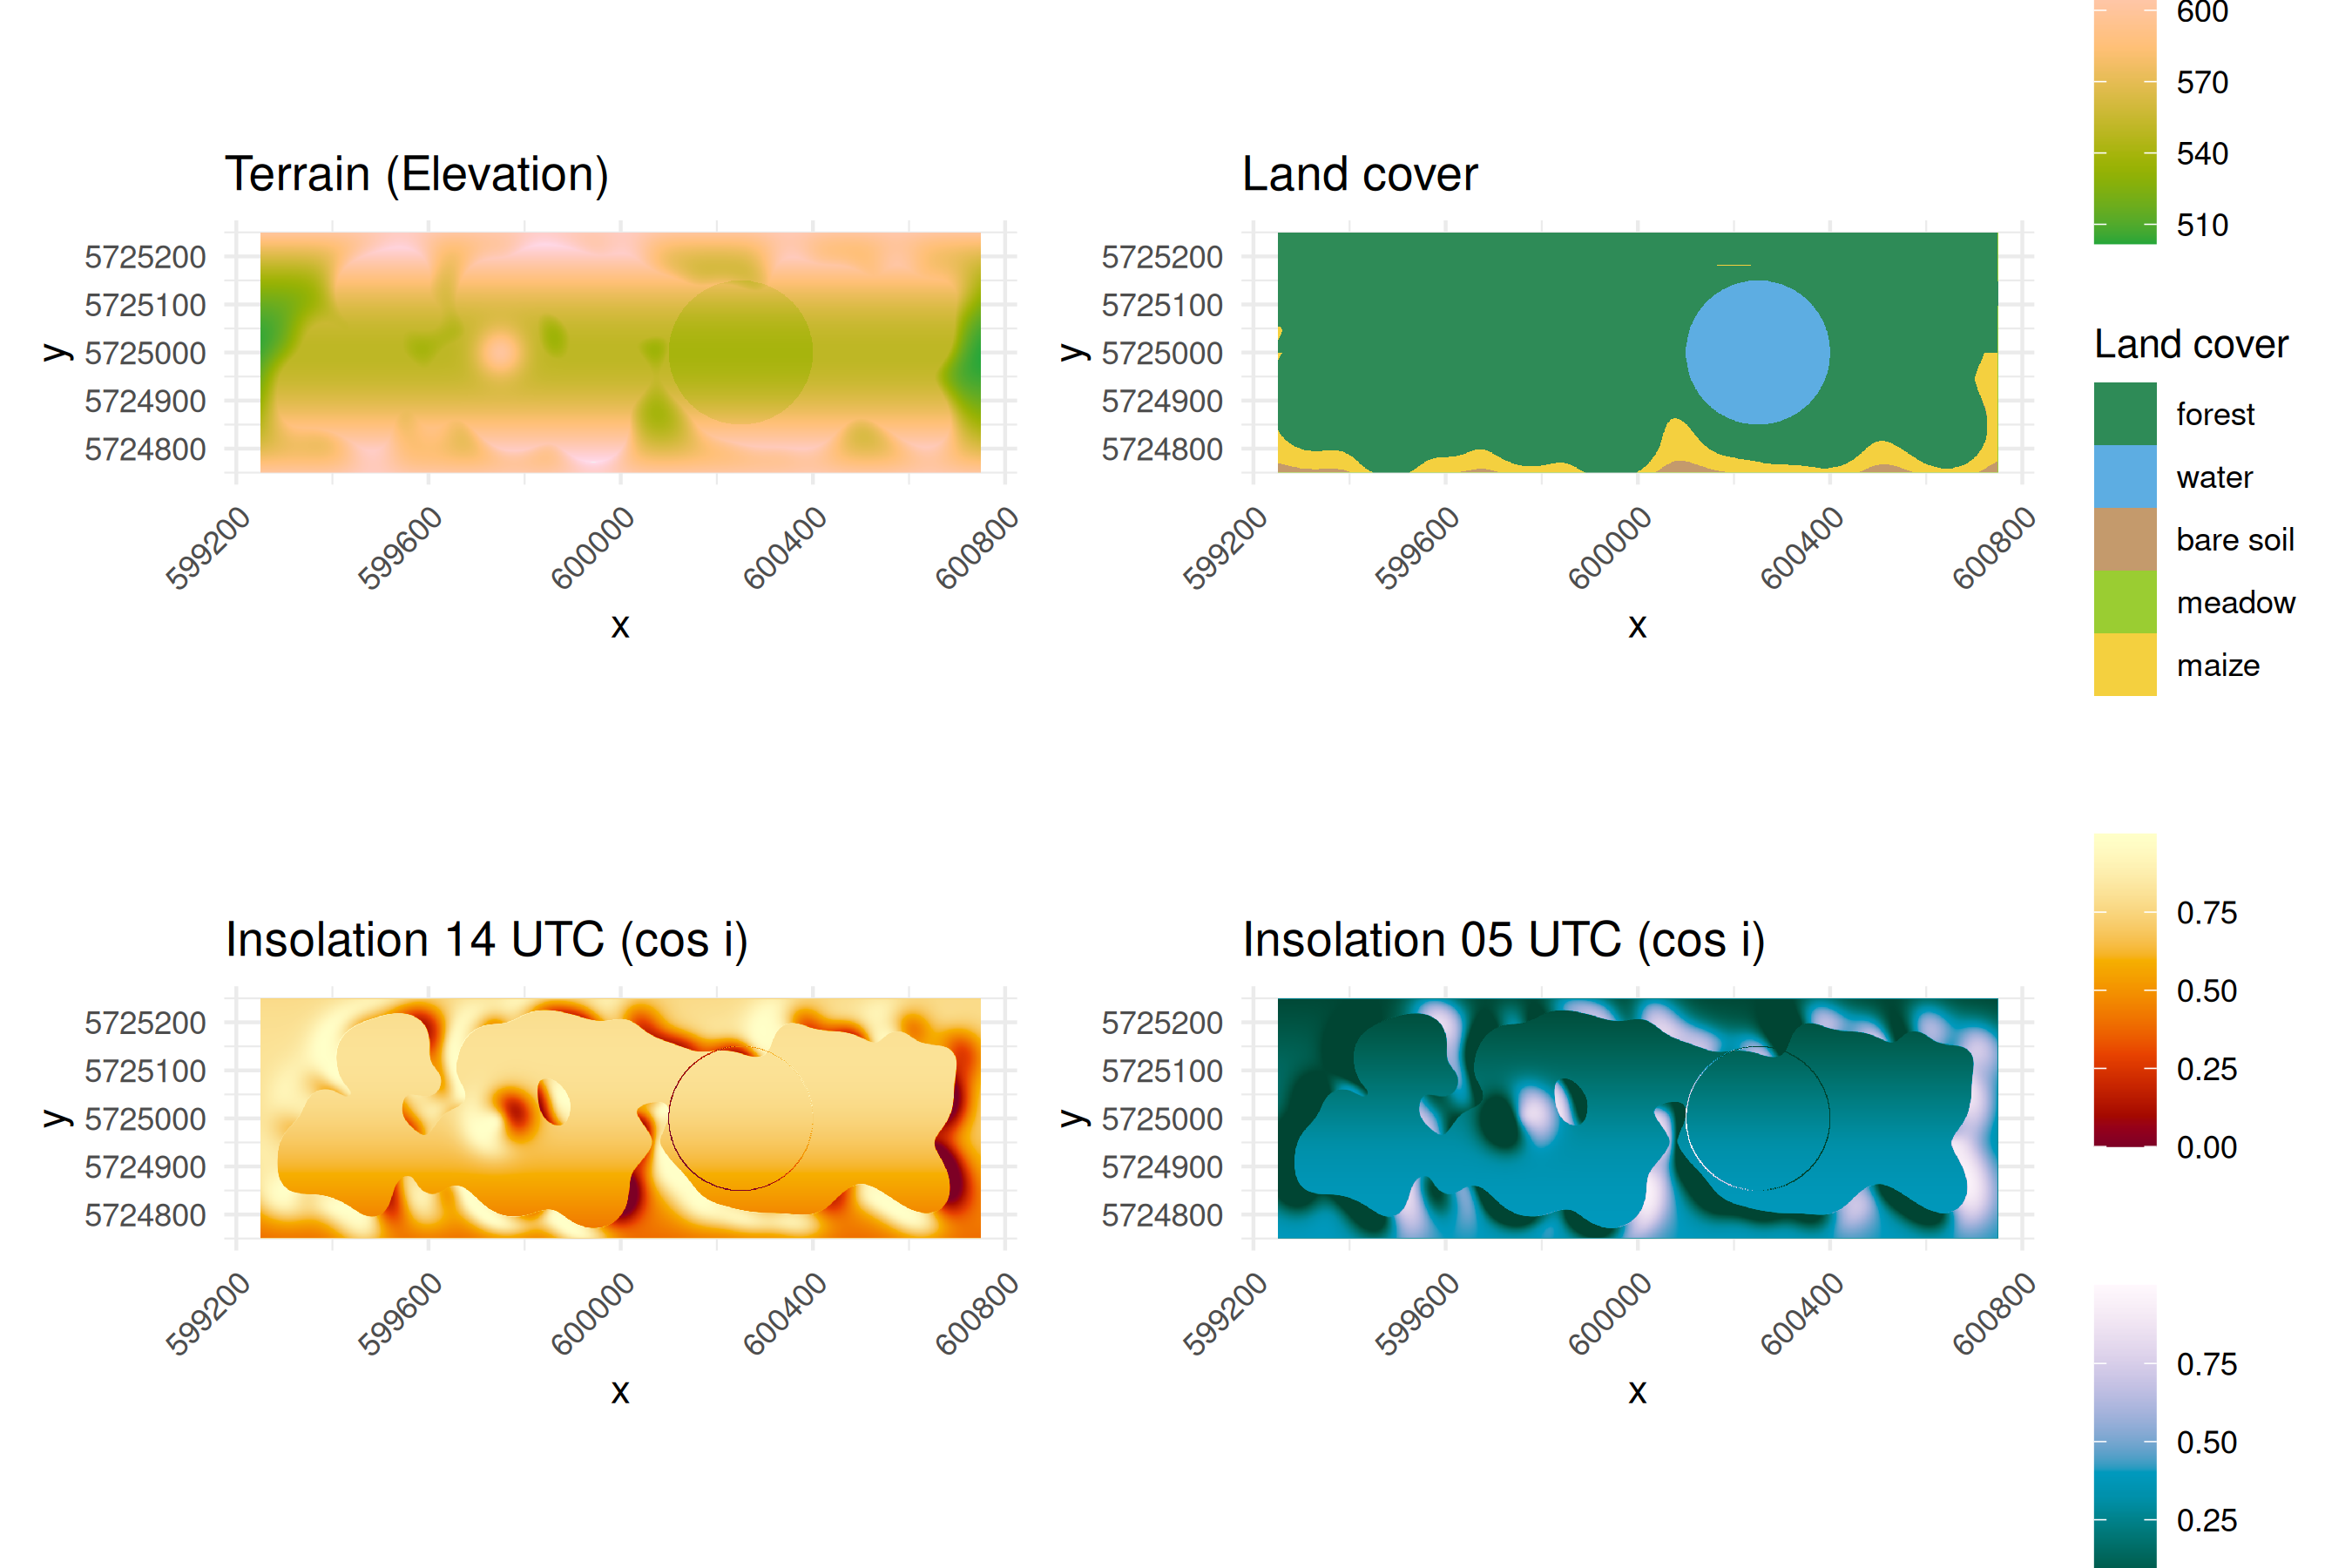 Terrain (Elevation)
5725200
5725100
5725000
5724900
5724800
y
599200
599600
600000
600400
600800
x
Land cover
5725200
5725100
5725000
5724900
5724800
y
599200
599600
600000
600400
600800
x
600
570
540
510
Land cover
forest
water
bare soil
meadow
maize
Insolation 14 UTC (cos i)
5725200
5725100
5725000
5724900
5724800
y
599200
599600
600000
600400
600800
x
Insolation 05 UTC (cos i)
5725200
5725100
5725000
5724900
5724800
y
599200
599600
600000
600400
600800
x
0.75
0.50
0.25
0.00
0.75
0.50
0.25